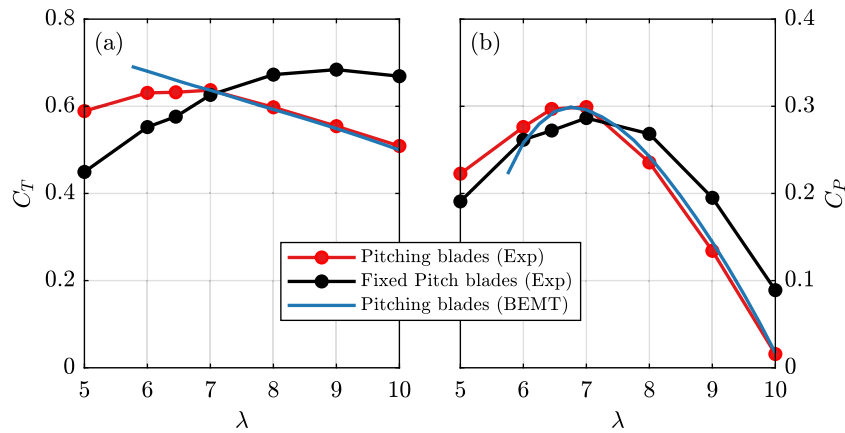 0.8
0.6
0.4
0.2
0
C_T
(a)
5 6 7 8 9 10
λ
(b)
0.4
0.3
0.2
0.1
0
C_P
5 6 7 8 9 10
λ
Pitching blades (Exp)
Fixed Pitch blades (Exp)
Pitching blades (BEMT)